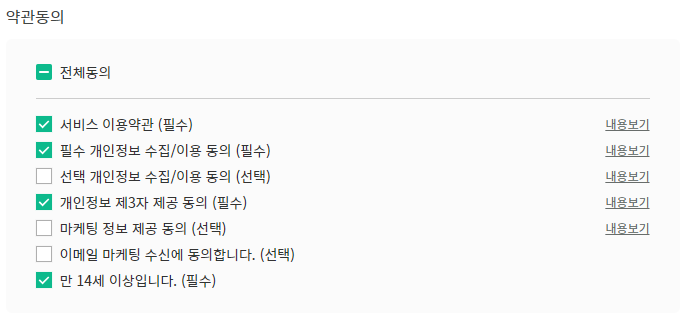 약관동의
전체동의
서비스 이용약관 (필수) 내용보기
필수 개인정보 수집/이용 동의 (필수) 내용보기
선택 개인정보 수집/이용 동의 (선택) 내용보기
개인정보 제3자 제공 동의 (필수) 내용보기
마케팅 정보 제공 동의 (선택) 내용보기
이메일 마케팅 수신에 동의합니다. (선택)
만 14세 이상입니다. (필수)